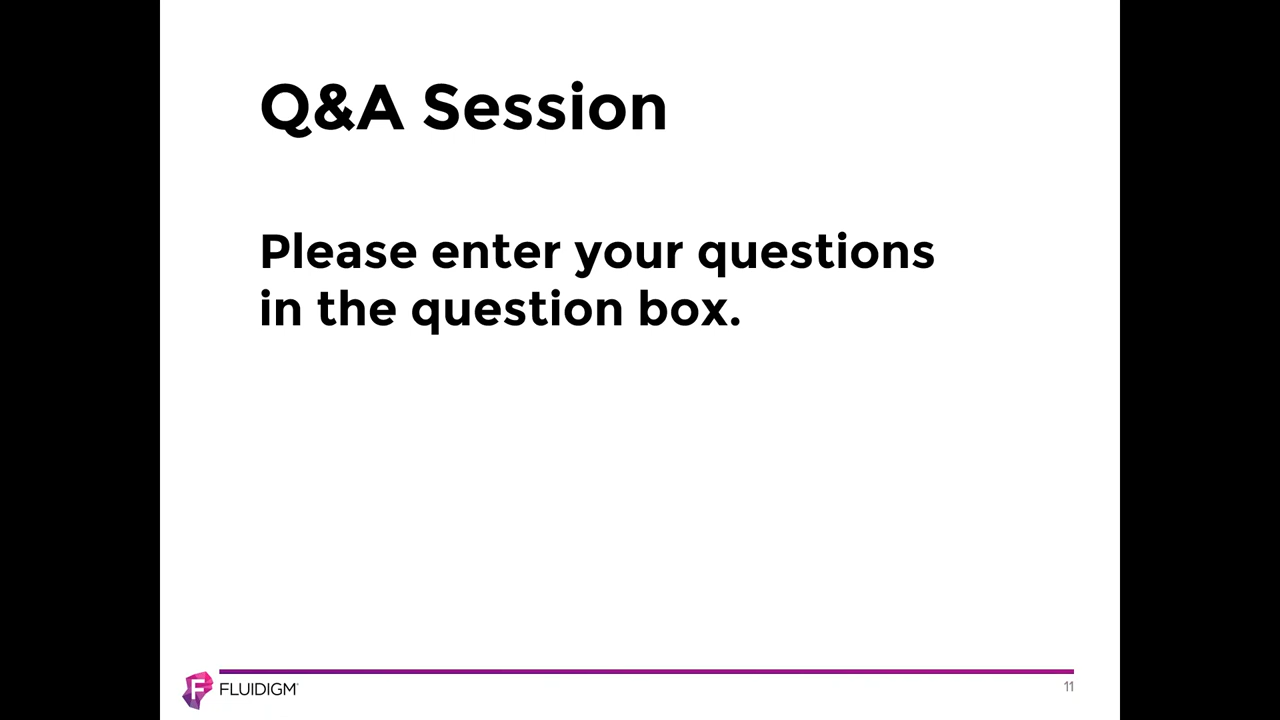 Q&A Session
Please enter your questions
in the question box.
F FLUIDIGM
11